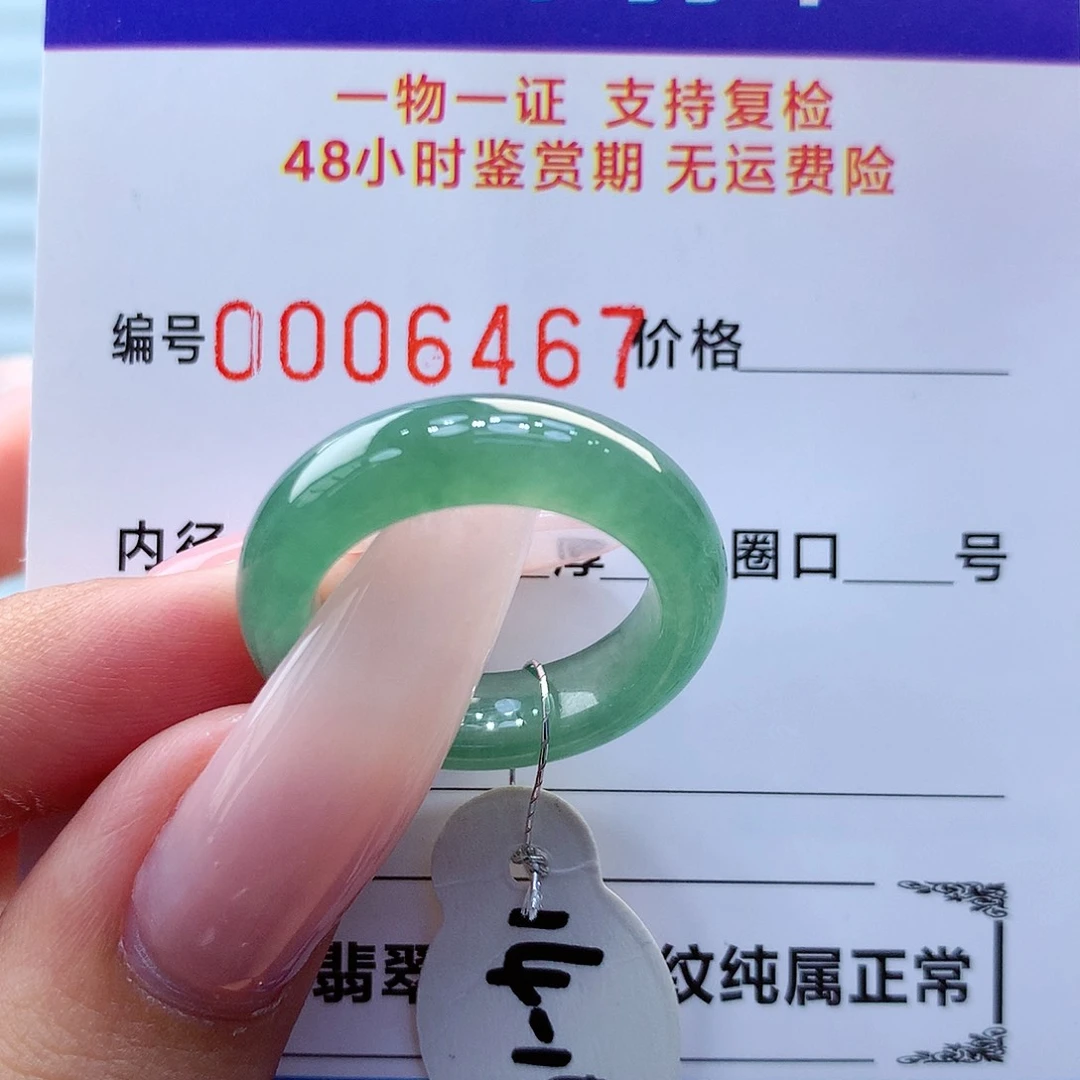 一物一证 支持复检
48小时鉴赏期 无运费险
编号0006467价格
内径 厚 圈口 号
翡翠 纹纯属正常